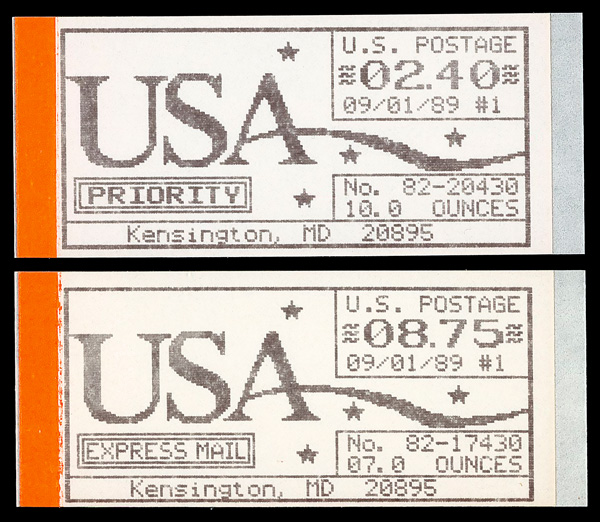 USA
U.S. POSTAGE
≋02.40≋
09/01/89 #1
PRIORITY
No. 82-20430
10.0 OUNCES
Kensington, MD 20895
USA
U.S. POSTAGE
≋08.75≋
09/01/89 #1
EXPRESS MAIL
No. 82-17430
07.0 OUNCES
Kensington, MD 20895